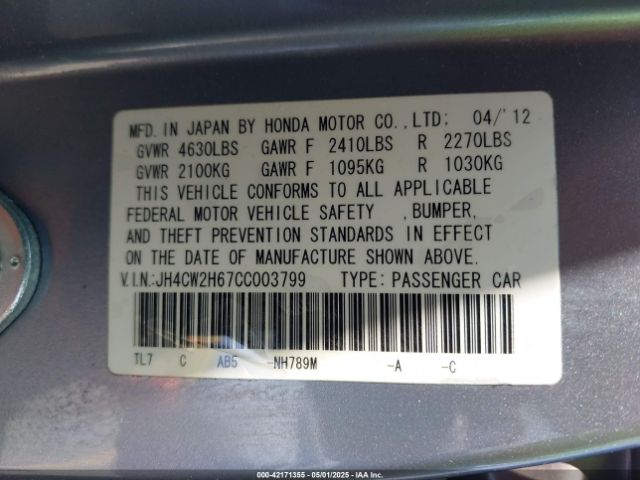 MFD. IN JAPAN BY HONDA MOTOR CO., LTD: 04/'12
GVWR 4630LBS GAWR F 2410LBS R 2270LBS
GVWR 2100KG GAWR F 1095KG R 1030KG
THIS VEHICLE CONFORMS TO ALL APPLICABLE
FEDERAL MOTOR VEHICLE SAFETY , BUMPER,
AND THEFT PREVENTION STANDARDS IN EFFECT
ON THE DATE OF MANUFACTURE SHOWN ABOVE.
V.I.N.:JH4CW2H67CC003799 TYPE: PASSENGER CAR
TL7 C AB5 -NH789M -A -C
00-42171355 - 05/01/2025 - IAA Inc.